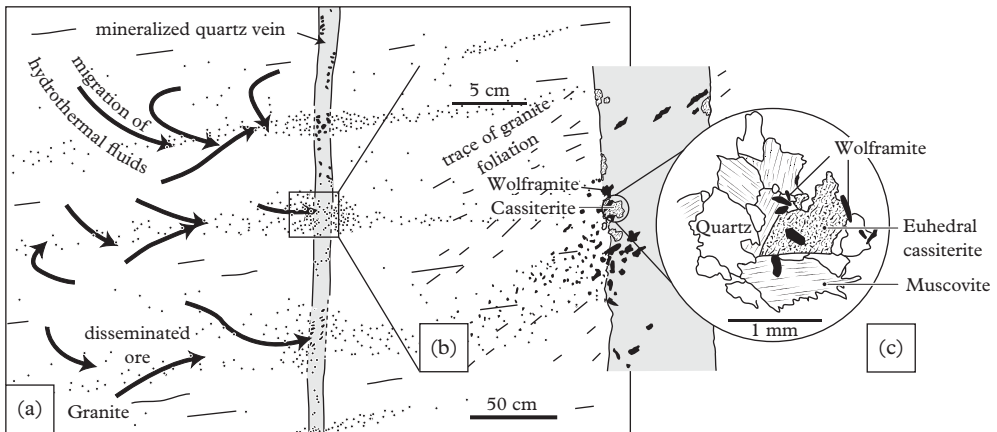 mineralized quartz vein
migration of
hydrothermal fluids
5 cm
trace of granite
foliation
Wolframite
Cassiterite
Wolframite
Quartz
Euhedral
cassiterite
Muscovite
1 mm
disseminated
ore
(b)
(c)
(a)
Granite
50 cm